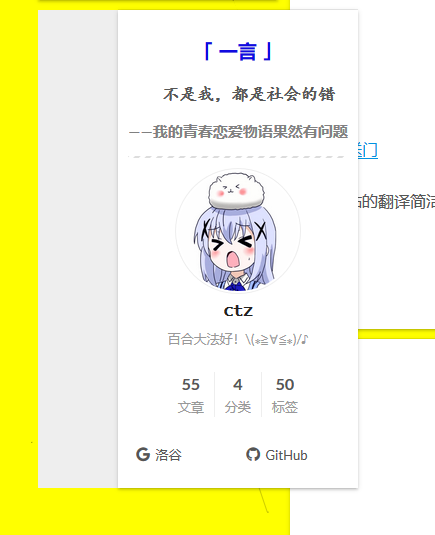 「 一言 」
不是我，都是社会的错
——我的青春恋爱物语果然有问题
送门
ctz
站的翻译简洁
百合大法好！\(*≧∀≦*)/♪
55 4 50
文章 分类 标签
洛谷 GitHub